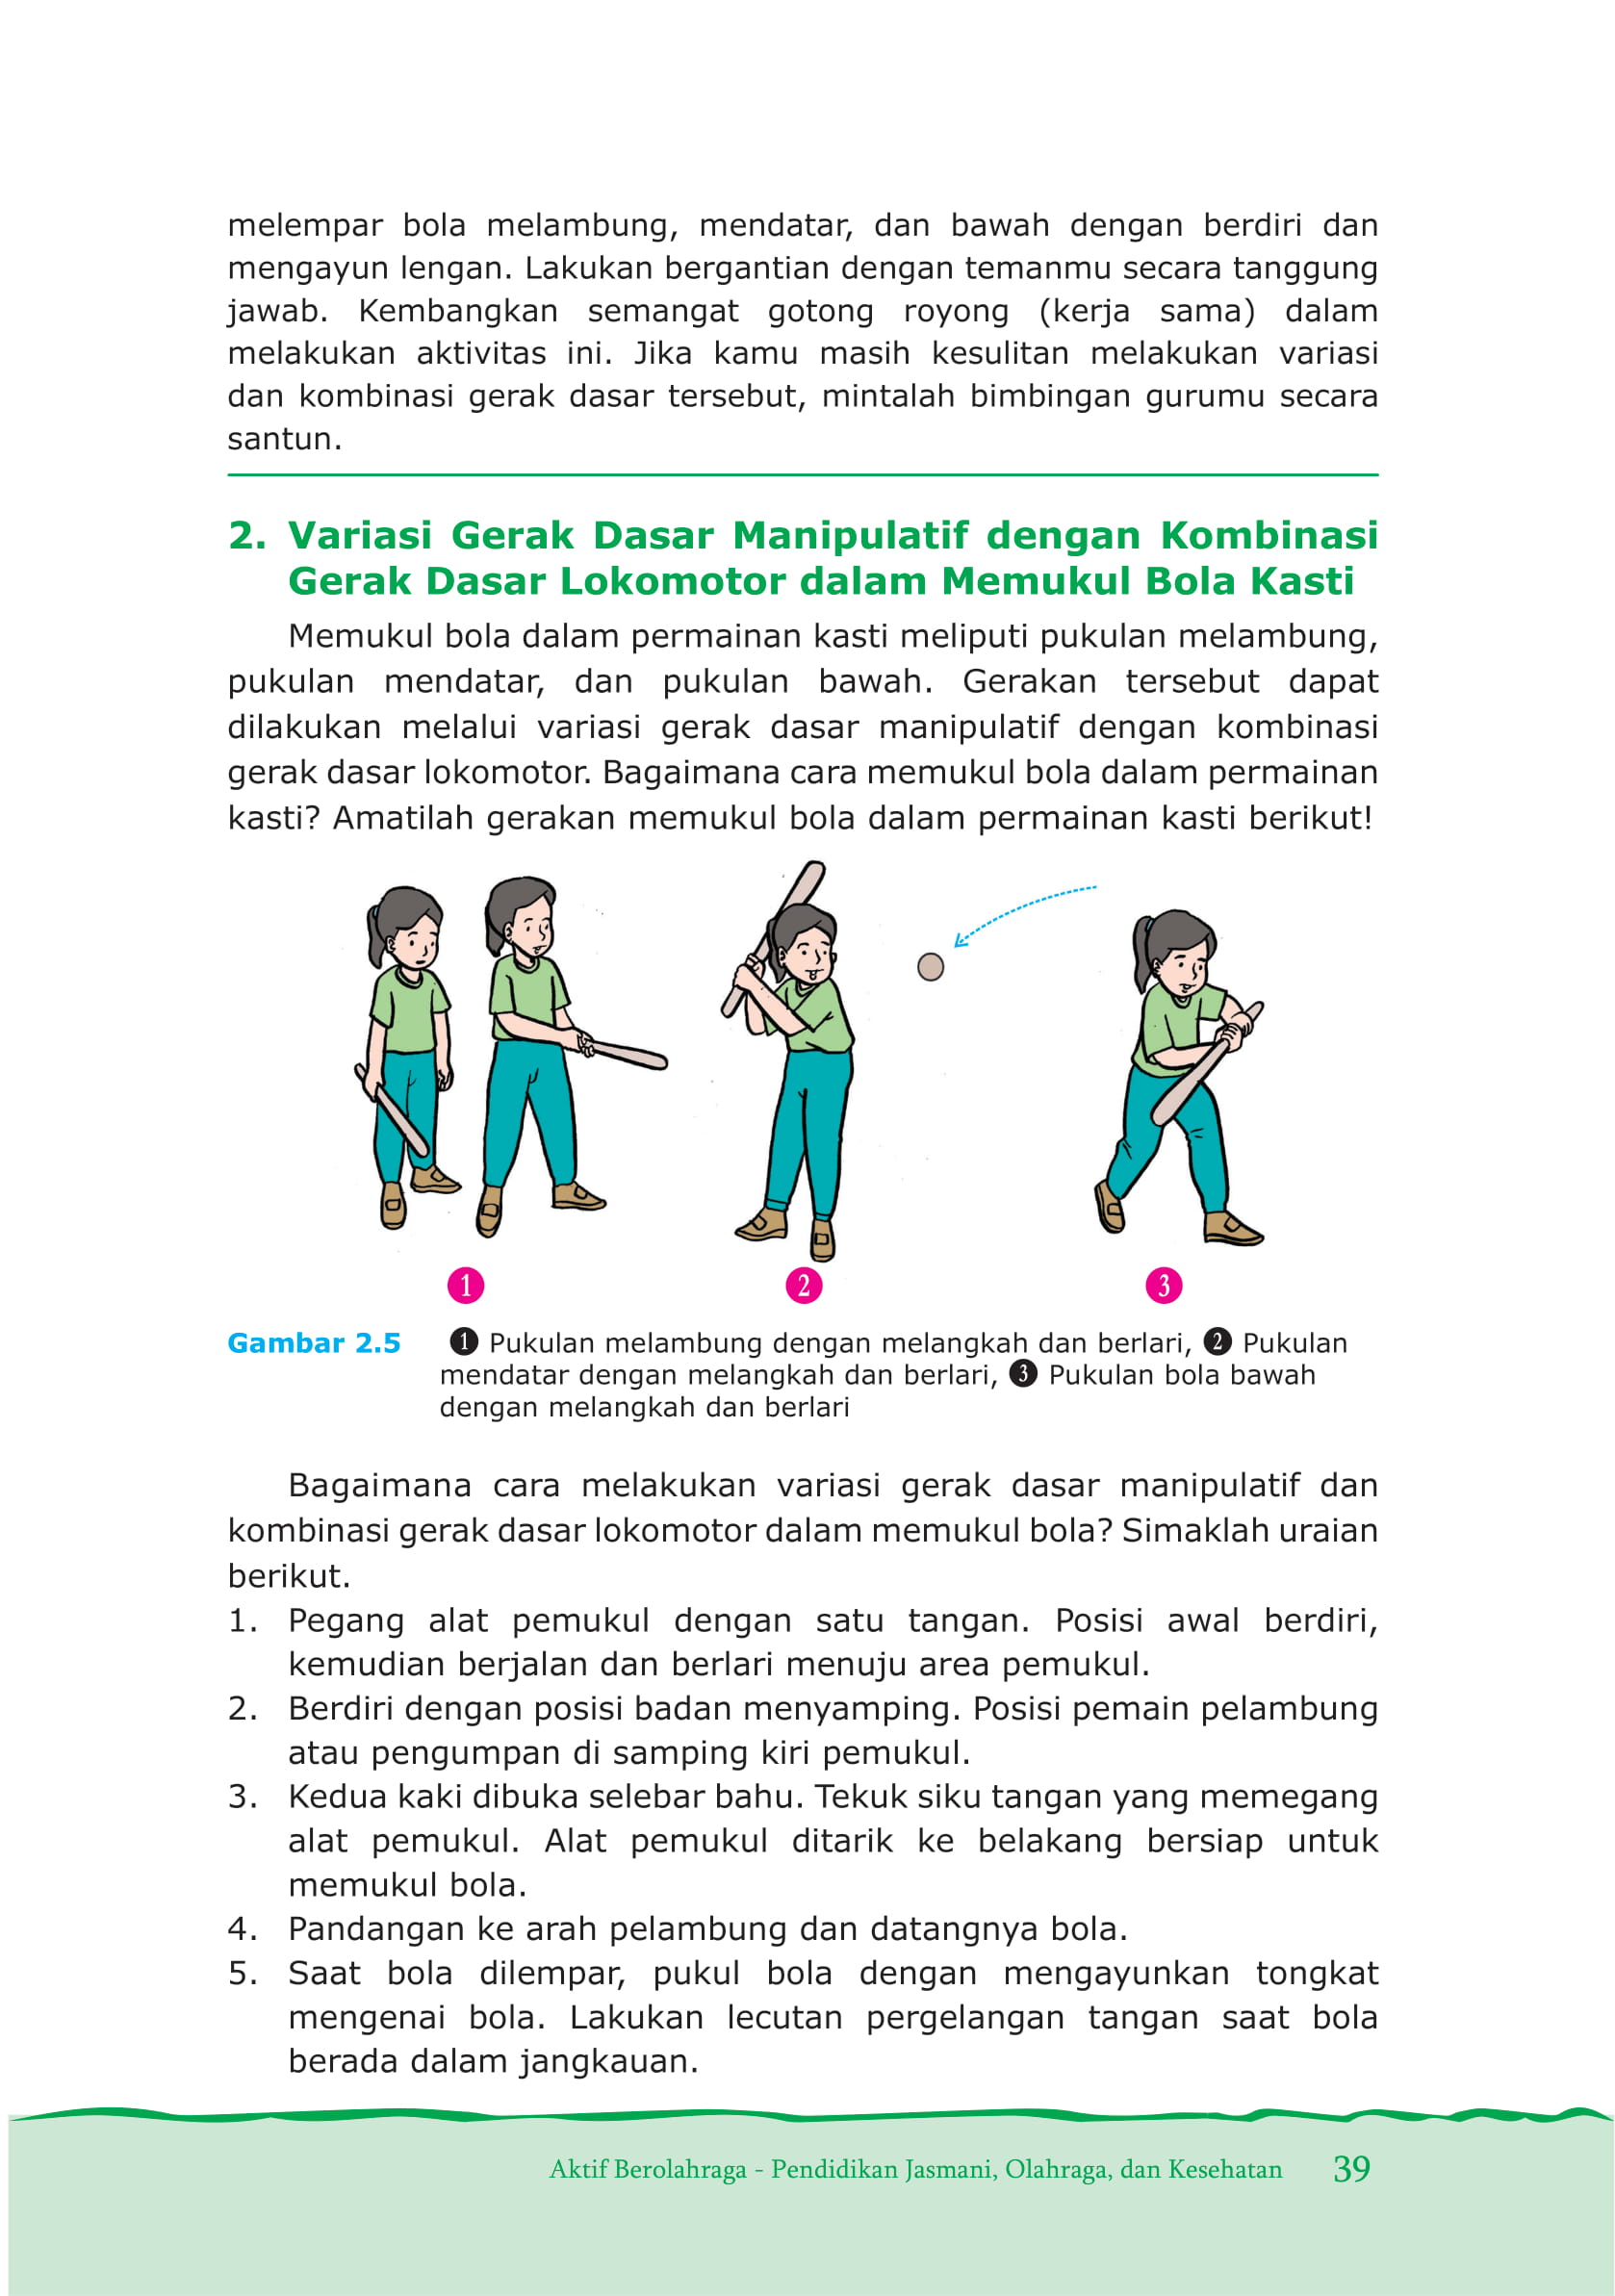 melempar bola melambung, mendatar, dan bawah dengan berdiri dan
mengayun lengan. Lakukan bergantian dengan temanmu secara tanggung
jawab. Kembangkan semangat gotong royong (kerja sama) dalam
melakukan aktivitas ini. Jika kamu masih kesulitan melakukan variasi
dan kombinasi gerak dasar tersebut, mintalah bimbingan gurumu secara
santun.
2. Variasi Gerak Dasar Manipulatif dengan Kombinasi
Gerak Dasar Lokomotor dalam Memukul Bola Kasti
Memukul bola dalam permainan kasti meliputi pukulan melambung,
pukulan mendatar, dan pukulan bawah. Gerakan tersebut dapat
dilakukan melalui variasi gerak dasar manipulatif dengan kombinasi
gerak dasar lokomotor. Bagaimana cara memukul bola dalam permainan
kasti? Amatilah gerakan memukul bola dalam permainan kasti berikut!
1 2 3
Gambar 2.5 1 Pukulan melambung dengan melangkah dan berlari, 2 Pukulan
mendatar dengan melangkah dan berlari, 3 Pukulan bola bawah
dengan melangkah dan berlari
Bagaimana cara melakukan variasi gerak dasar manipulatif dan
kombinasi gerak dasar lokomotor dalam memukul bola? Simaklah uraian
berikut.
1. Pegang alat pemukul dengan satu tangan. Posisi awal berdiri,
kemudian berjalan dan berlari menuju area pemukul.
2. Berdiri dengan posisi badan menyamping. Posisi pemain pelambung
atau pengumpan di samping kiri pemukul.
3. Kedua kaki dibuka selebar bahu. Tekuk siku tangan yang memegang
alat pemukul. Alat pemukul ditarik ke belakang bersiap untuk
memukul bola.
4. Pandangan ke arah pelambung dan datangnya bola.
5. Saat bola dilempar, pukul bola dengan mengayunkan tongkat
mengenai bola. Lakukan lecutan pergelangan tangan saat bola
berada dalam jangkauan.
Aktif Berolahraga - Pendidikan Jasmani, Olahraga, dan Kesehatan 39